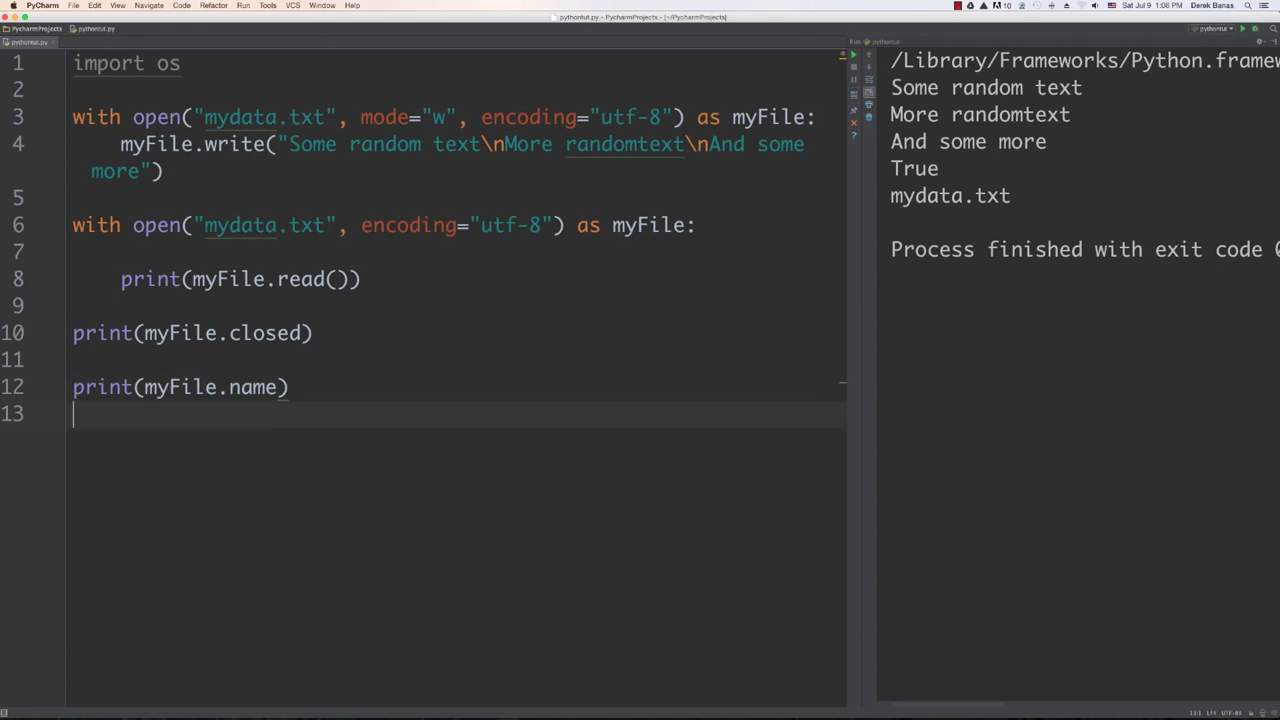 PyCharm File Edit View Navigate Code Refactor Run Tools VCS Window Help
10 Sat Jul 9 1:06 PM Derek Banas
pythontut.py - PycharmProjects - [~/PycharmProjects]
PycharmProjects pythontut.py
pythontut
pythontut.py
Run pythontut
1 import os
2
3 with open("mydata.txt", mode="w", encoding="utf-8") as myFile:
4 myFile.write("Some random text\nMore randomtext\nAnd some
more")
5
6 with open("mydata.txt", encoding="utf-8") as myFile:
7
8 print(myFile.read())
9
10 print(myFile.closed)
11
12 print(myFile.name)
13
/Library/Frameworks/Python.framew
Some random text
More randomtext
And some more
True
mydata.txt
Process finished with exit code 0
13:1 LF UTF-8